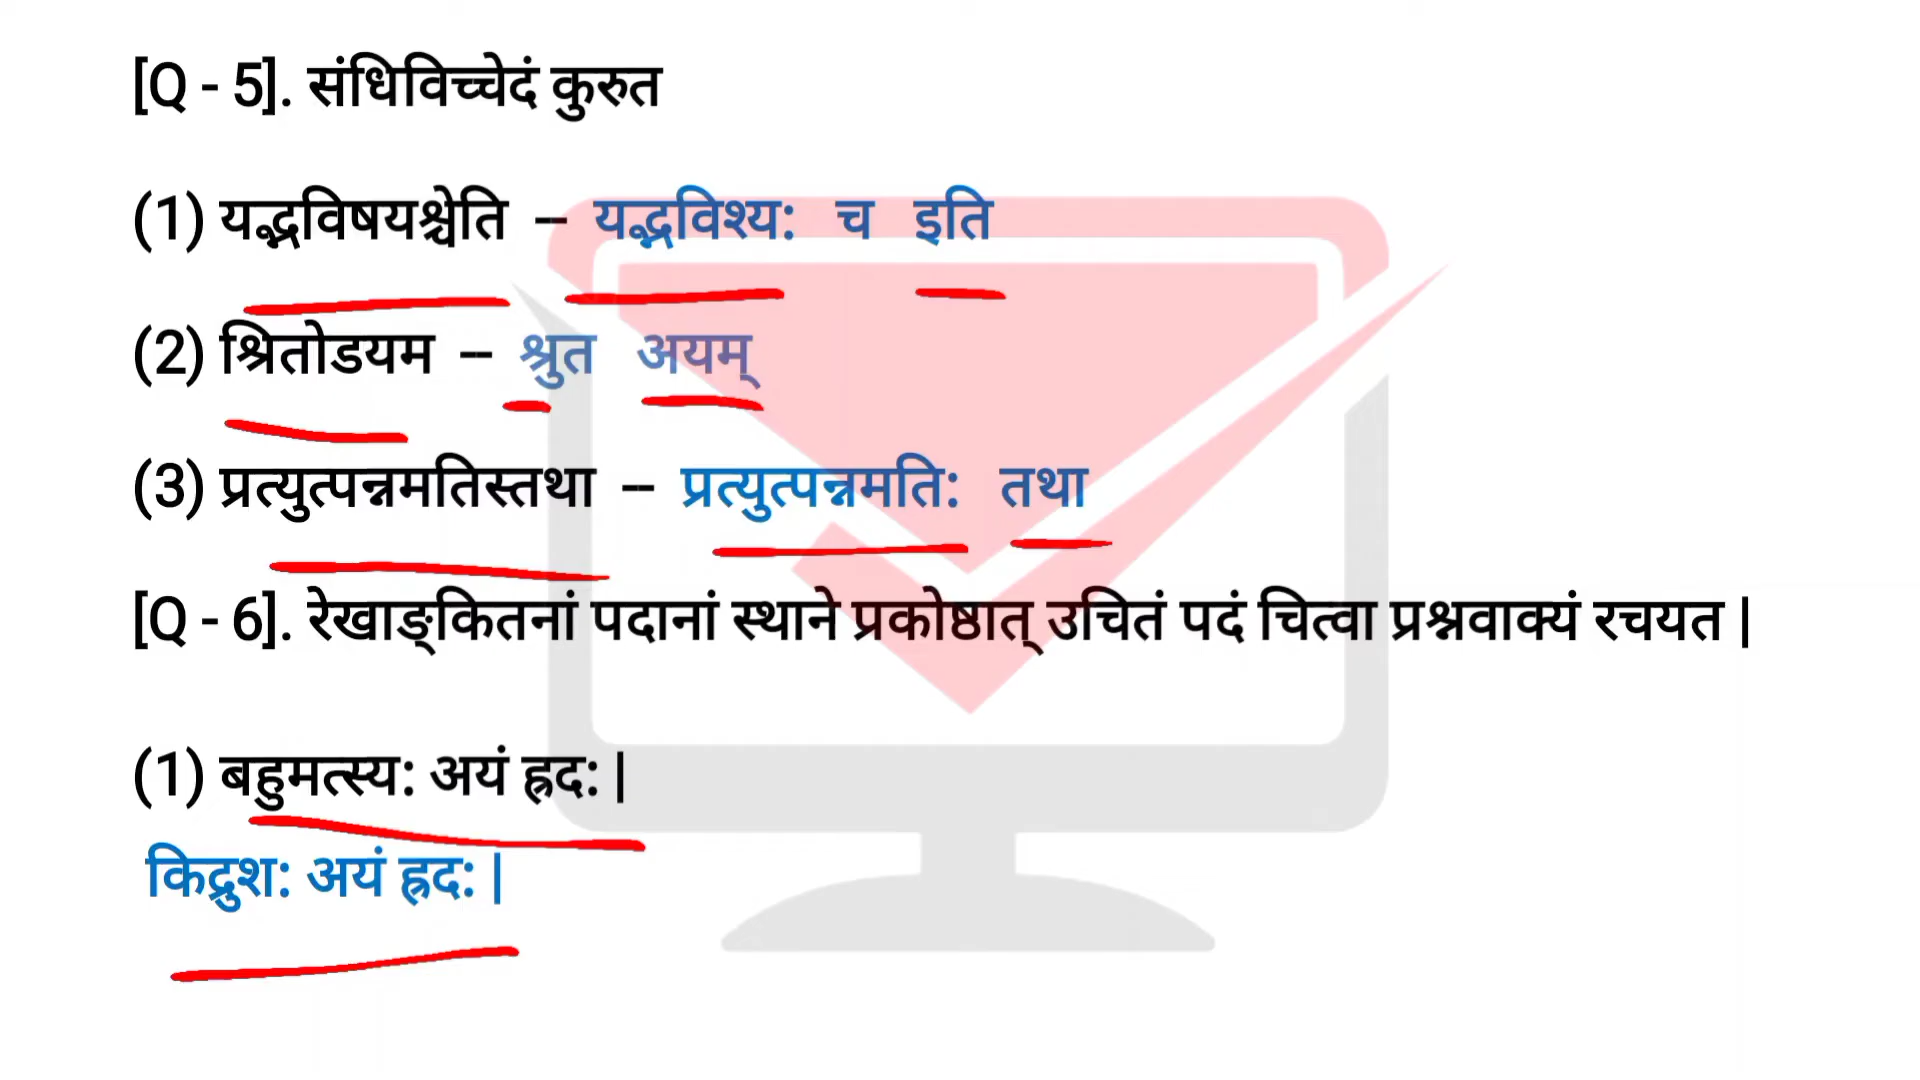 [Q - 5]. संधिविच्चेदं कुरुत
(1) यद्भविषयश्चेति – यद्भविश्य: च इति
(2) श्रितोडयम – श्रुत अयम्
(3) प्रत्युत्पन्नमतिस्तथा – प्रत्युत्पन्नमति: तथा
[Q - 6]. रेखाङ्कितनां पदानां स्थाने प्रकोष्ठात् उचितं पदं चित्वा प्रश्नवाक्यं रचयत |
(1) बहुमत्स्य: अयं ह्रद: |
किद्रुश: अयं ह्रद: |